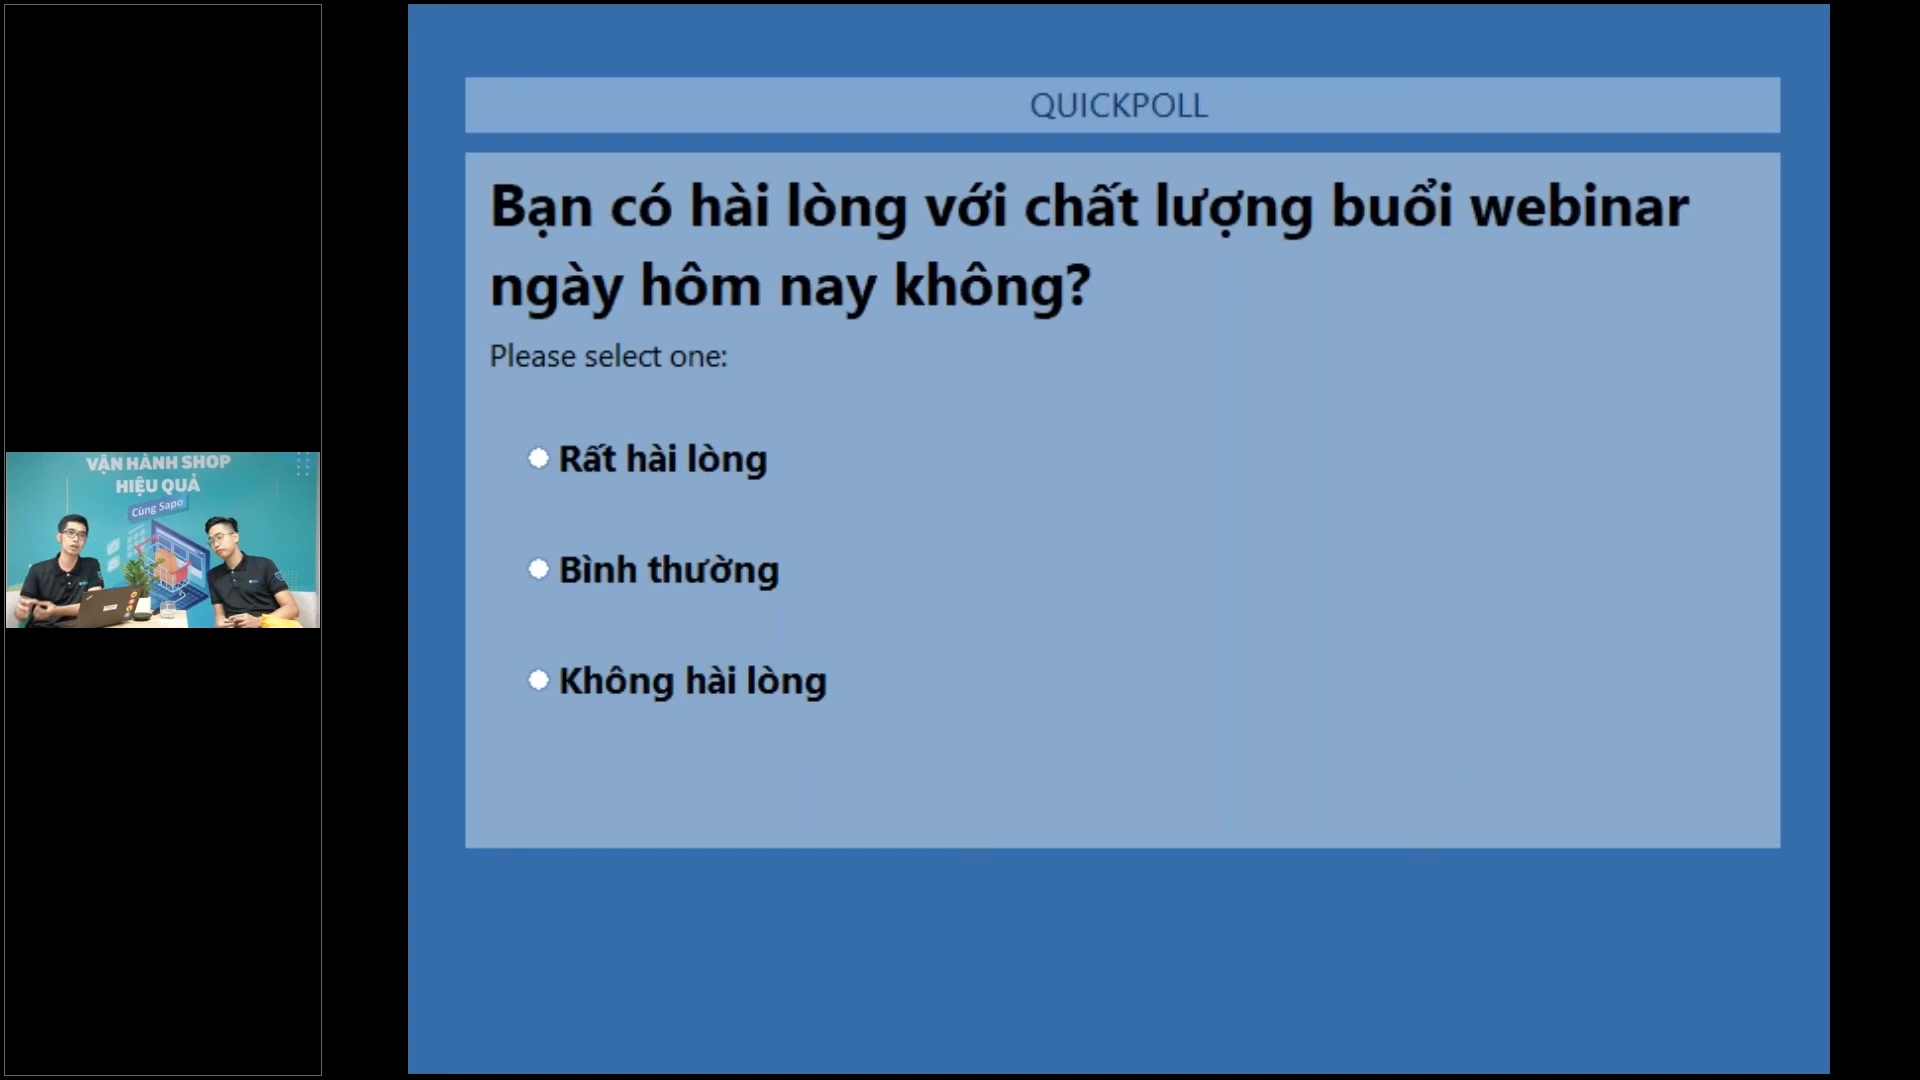 VẬN HÀNH SHOP
HIỆU QUẢ
Cùng Sapo
QUICKPOLL
Bạn có hài lòng với chất lượng buổi webinar
ngày hôm nay không?
Please select one:
Rất hài lòng
Bình thường
Không hài lòng